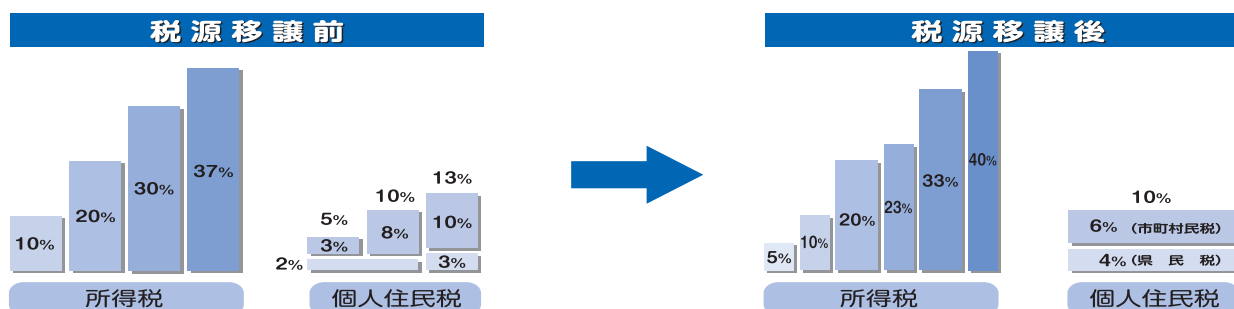 税源移譲前
10%
20%
30%
37%
所得税
5%
3%
2%
10%
8%
13%
10%
3%
個人住民税
税源移譲後
5%
10%
20%
23%
33%
40%
所得税
10%
6% (市町村民税)
4% (県 民 税)
個人住民税